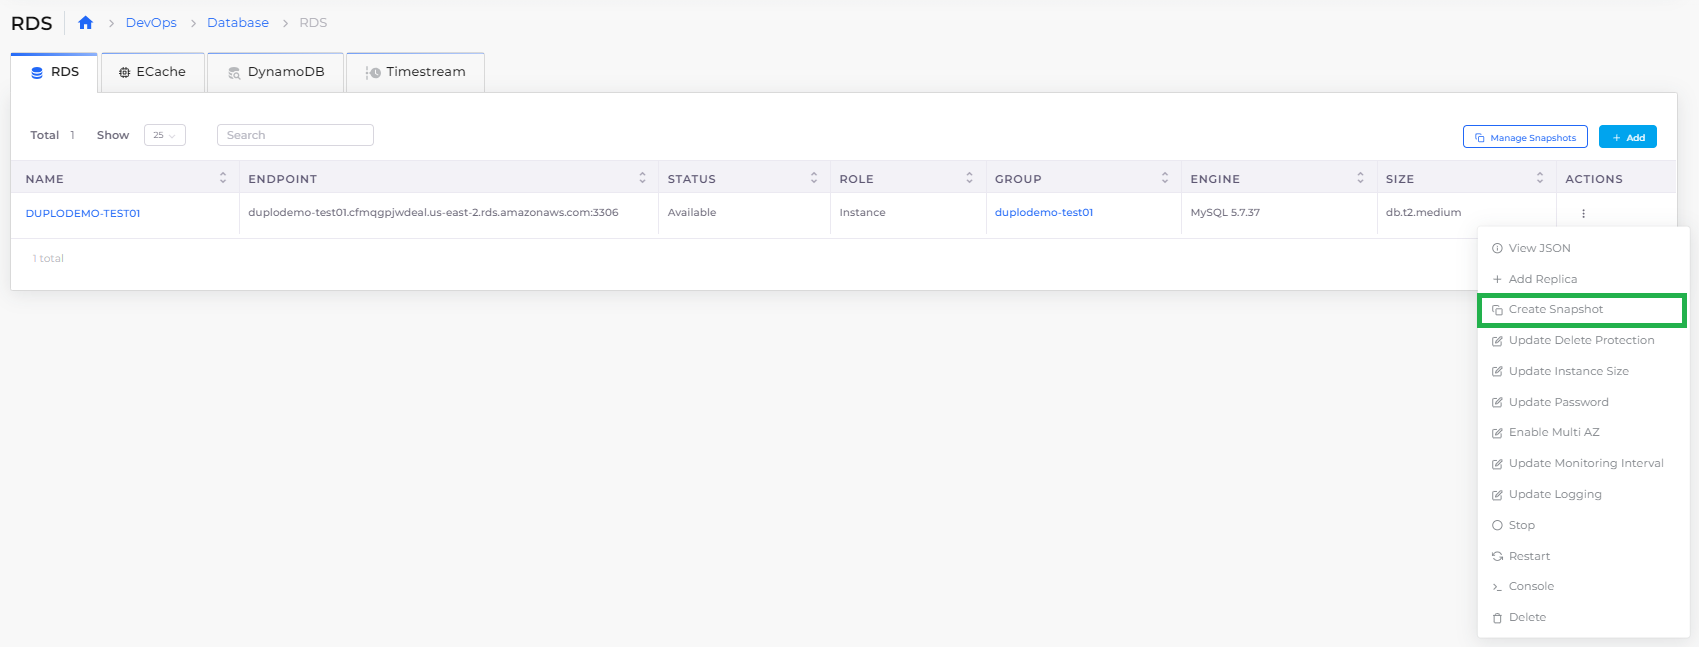 RDS DevOps Database RDS
RDS ECache DynamoDB Timestream
Total 1 Show 25 Search Manage Snapshots + Add
NAME ENDPOINT STATUS ROLE GROUP ENGINE SIZE ACTIONS
DUPLODEMO-TEST01 duplodemo-test01.cfmqgpjwdeal.us-east-2.rds.amazonaws.com:3306 Available Instance duplodemo-test01 MySQL 5.7.37 db.t2.medium
1 total
View JSON
Add Replica
Create Snapshot
Update Delete Protection
Update Instance Size
Update Password
Enable Multi AZ
Update Monitoring Interval
Update Logging
Stop
Restart
Console
Delete